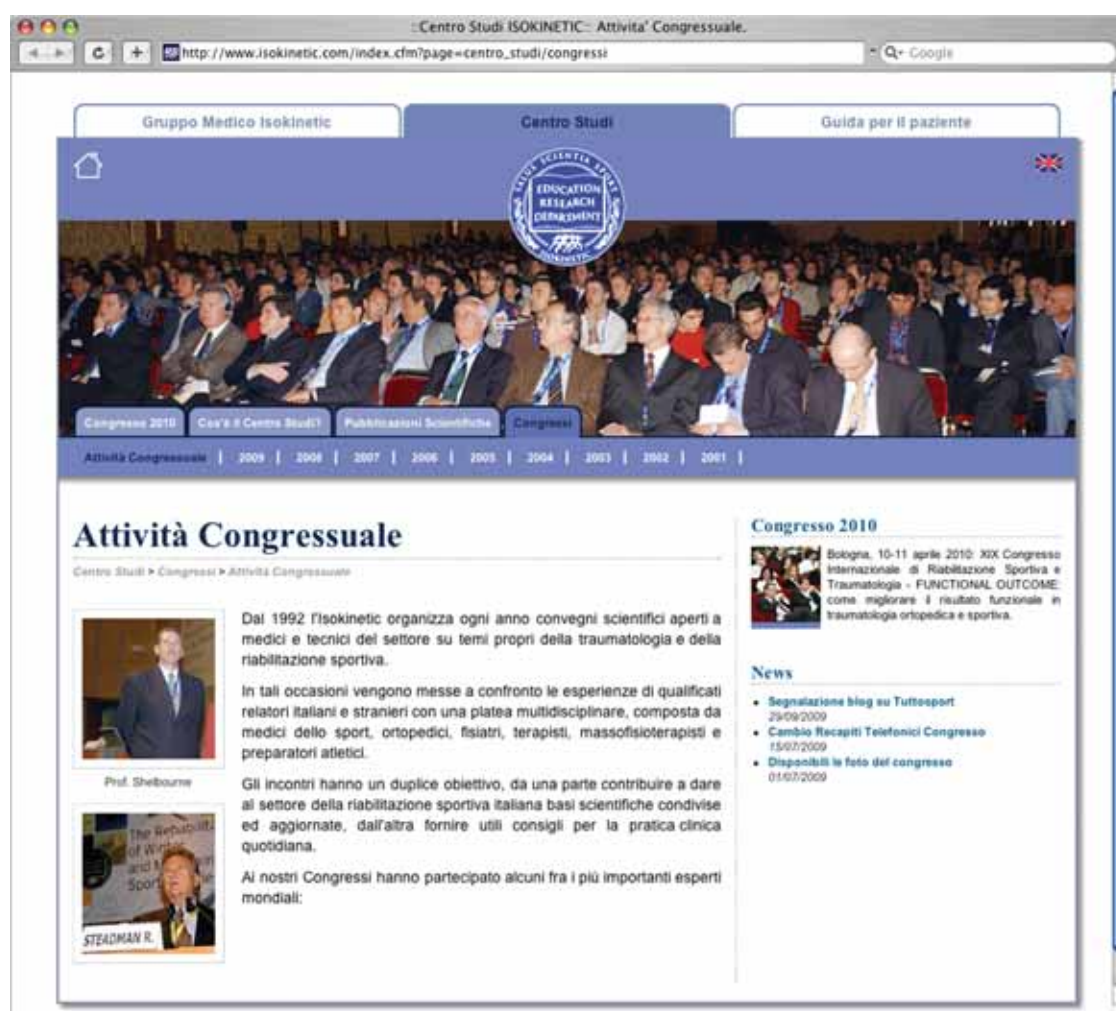 ::Centro Studi ISOKINETIC:: Attivita' Congressuale.
http://www.isokinetic.com/index.cfm?page=centro_studi/congressi
Google
Gruppo Medico Isokinetic
Centro Studi
Guida per il paziente
SALUS SCIENTIA SPORT
EDUCATION
RESEARCH
DEPARTMENT
ISOKINETIC
Congresso 2010
Cos'è il Centro Studi?
Pubblicazioni Scientifiche
Congressi
Attività Congressuale | 2009 | 2008 | 2007 | 2006 | 2005 | 2004 | 2003 | 2002 | 2001 |
Attività Congressuale
Centro Studi > Congressi > Attività Congressuale
Prof. Shelbourne
The Rehabilit
of Winter
and M
Sport
STEADMAN R.
Dal 1992 l'Isokinetic organizza ogni anno convegni scientifici aperti a
medici e tecnici del settore su temi propri della traumatologia e della
riabilitazione sportiva.
In tali occasioni vengono messe a confronto le esperienze di qualificati
relatori italiani e stranieri con una platea multidisciplinare, composta da
medici dello sport, ortopedici, fisiatri, terapisti, massofisioterapisti e
preparatori atletici.
Gli incontri hanno un duplice obiettivo, da una parte contribuire a dare
al settore della riabilitazione sportiva italiana basi scientifiche condivise
ed aggiornate, dall'altra fornire utili consigli per la pratica clinica
quotidiana.
Ai nostri Congressi hanno partecipato alcuni fra i più importanti esperti
mondiali:
Congresso 2010
Bologna, 10-11 aprile 2010: XIX Congresso
Internazionale di Riabilitazione Sportiva e
Traumatologia - FUNCTIONAL OUTCOME:
come migliorare il risultato funzionale in
traumatologia ortopedica e sportiva.
News
Segnalazione blog su Tuttosport
29/09/2009
Cambio Recapiti Telefonici Congresso
15/07/2009
Disponibili le foto del congresso
01/07/2009